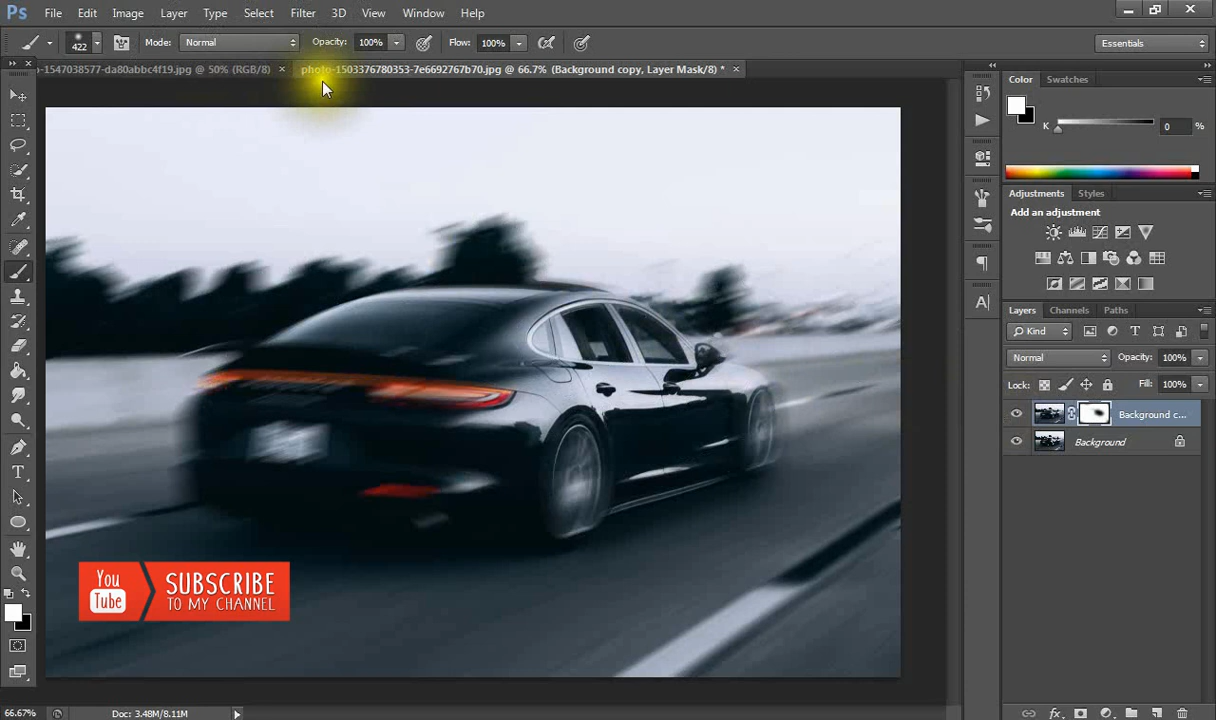 Ps File Edit Image Layer Type Select Filter 3D View Window Help
422 Mode: Normal Opacity: 100% Flow: 100% Essentials
o-1547038577-da80abbc4f19.jpg @ 50% (RGB/8) × photo-1503376780353-7e6692767b70.jpg @ 66.7% (Background copy, Layer Mask/8) * ×
Color Swatches
K 0 %
Adjustments Styles
Add an adjustment
Layers Channels Paths
Kind
Normal Opacity: 100%
Lock: Fill: 100%
Background c...
Background
You Tube SUBSCRIBE
TO MY CHANNEL
66.67% Doc: 3.48M/8.11M